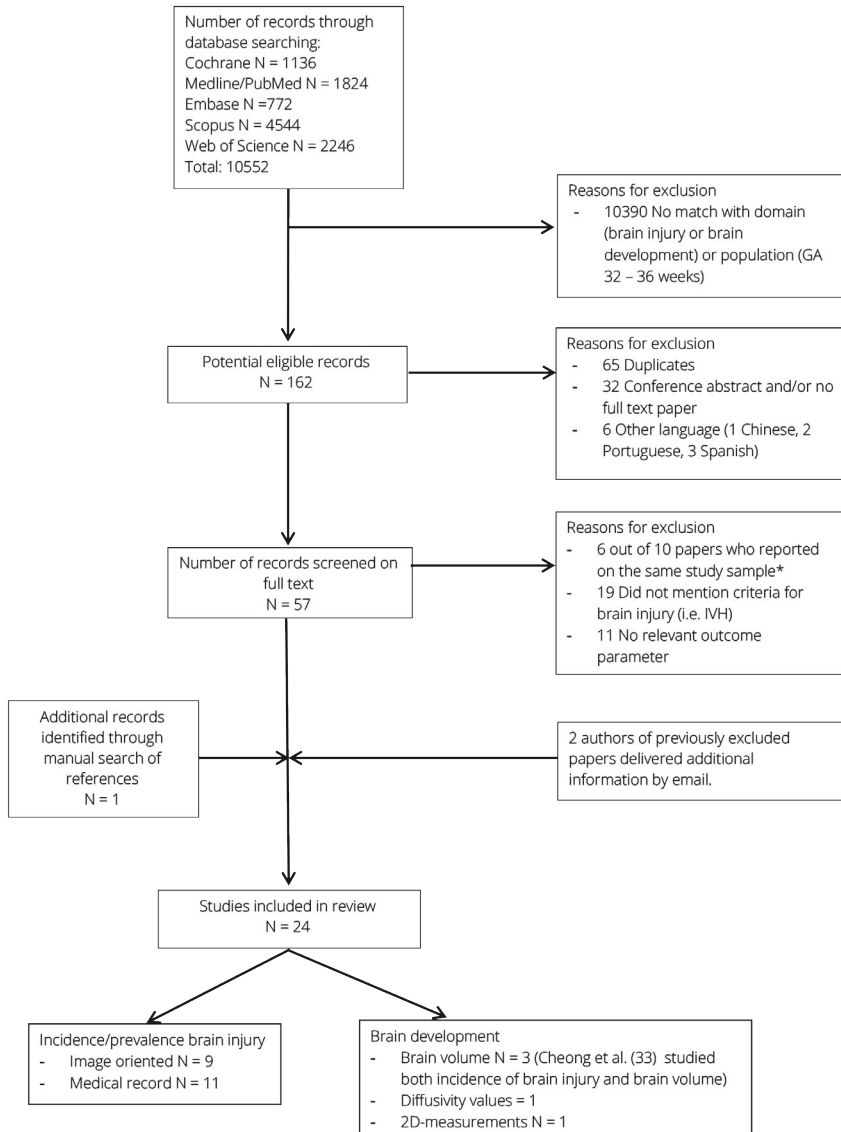 Number of records through
database searching:
Cochrane N = 1136
Medline/PubMed N = 1824
Embase N =772
Scopus N = 4544
Web of Science N = 2246
Total: 10552
Reasons for exclusion
- 10390 No match with domain
(brain injury or brain
development) or population (GA
32 – 36 weeks)
Potential eligible records
N = 162
Reasons for exclusion
- 65 Duplicates
- 32 Conference abstract and/or no
full text paper
- 6 Other language (1 Chinese, 2
Portuguese, 3 Spanish)
Number of records screened on
full text
N = 57
Reasons for exclusion
- 6 out of 10 papers who reported
on the same study sample*
- 19 Did not mention criteria for
brain injury (i.e. IVH)
- 11 No relevant outcome
parameter
Additional records
identified through
manual search of
references
N = 1
2 authors of previously excluded
papers delivered additional
information by email.
Studies included in review
N = 24
Incidence/prevalence brain injury
- Image oriented N = 9
- Medical record N = 11
Brain development
- Brain volume N = 3 (Cheong et al. (33) studied
both incidence of brain injury and brain volume)
- Diffusivity values = 1
- 2D-measurements N = 1